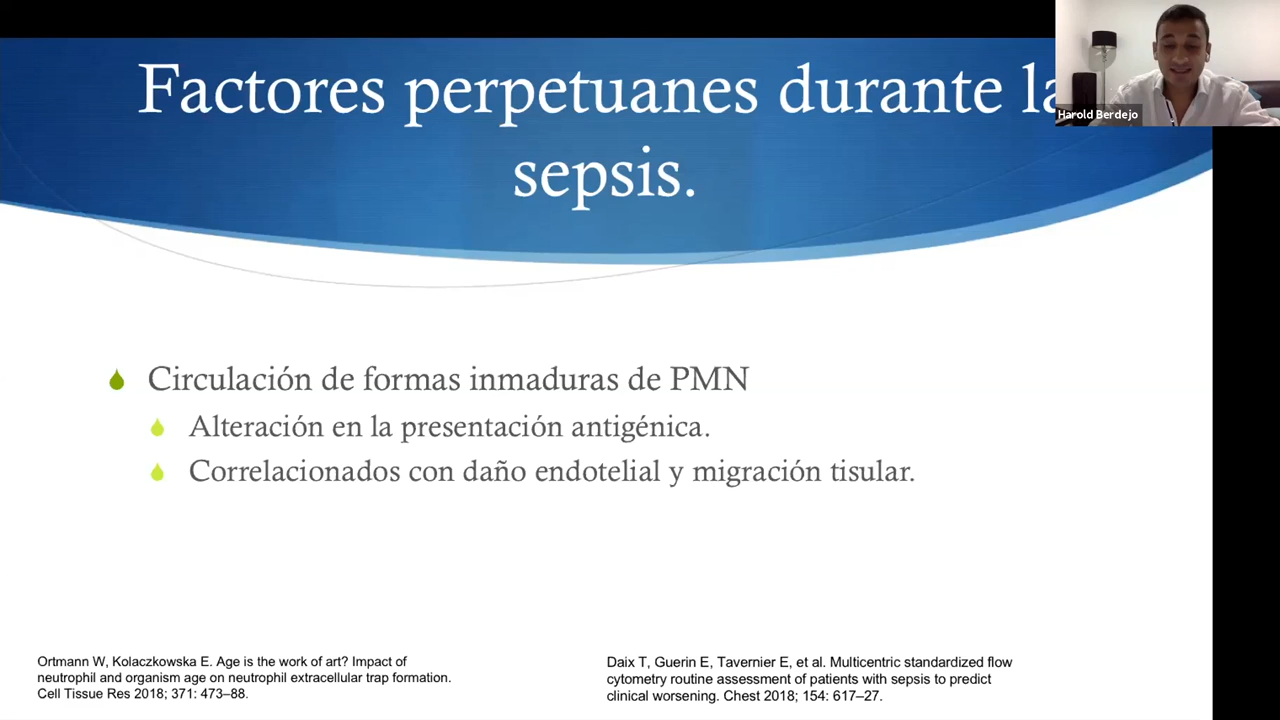 Factores perpetuanes durante la
sepsis.
Harold Berdejo
Circulación de formas inmaduras de PMN
Alteración en la presentación antigénica.
Correlacionados con daño endotelial y migración tisular.
Ortmann W, Kolaczkowska E. Age is the work of art? Impact of
neutrophil and organism age on neutrophil extracellular trap formation.
Cell Tissue Res 2018; 371: 473–88.
Daix T, Guerin E, Tavernier E, et al. Multicentric standardized flow
cytometry routine assessment of patients with sepsis to predict
clinical worsening. Chest 2018; 154: 617–27.